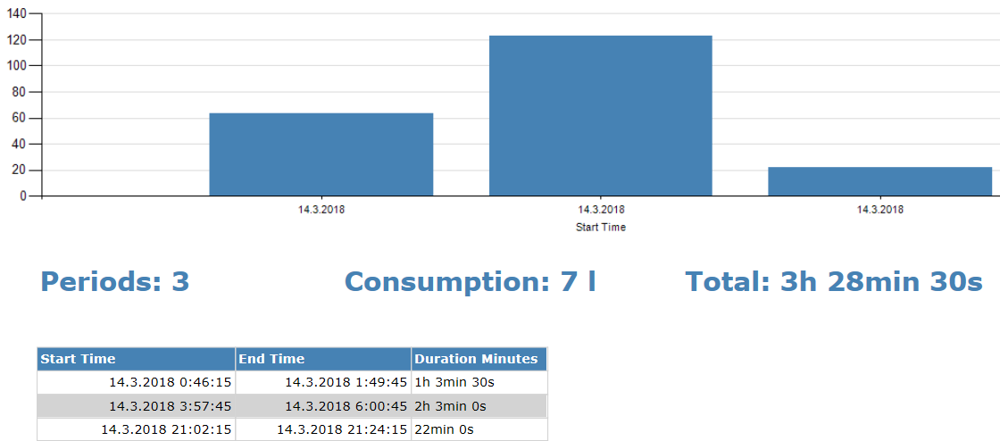 140
120
100
80
60
40
20
0
14.3.2018 14.3.2018 14.3.2018
Start Time
Periods: 3 Consumption: 7 l Total: 3h 28min 30s
Start Time End Time Duration Minutes
14.3.2018 0:46:15 14.3.2018 1:49:45 1h 3min 30s
14.3.2018 3:57:45 14.3.2018 6:00:45 2h 3min 0s
14.3.2018 21:02:15 14.3.2018 21:24:15 22min 0s